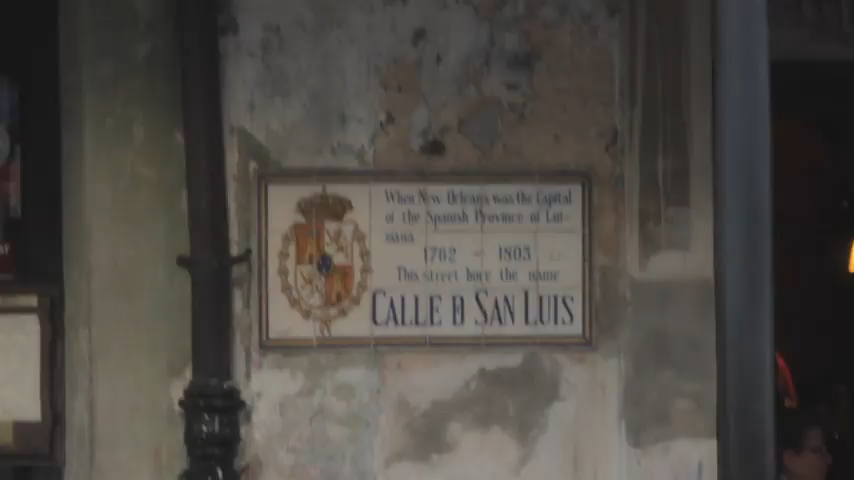 When New Orleans was the Capital
of the Spanish Province of Lui-
siana
1762 - 1803
This street bore the name
CALLE D SAN LUIS